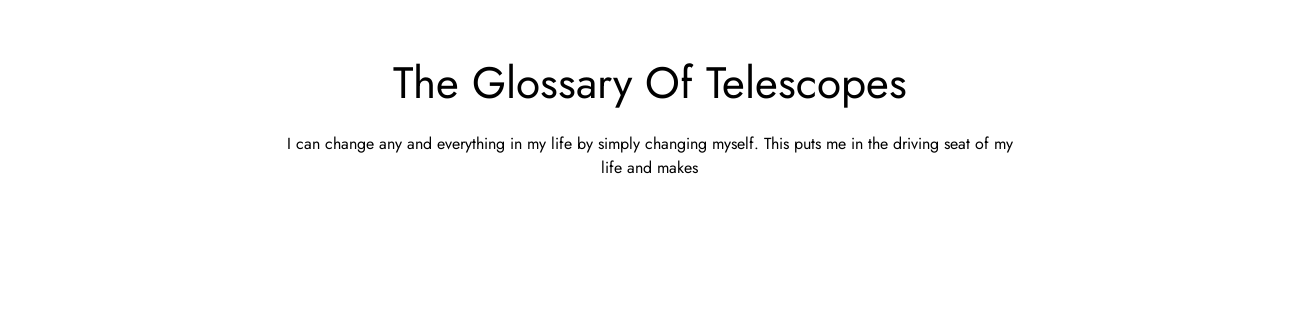 The Glossary Of Telescopes
I can change any and everything in my life by simply changing myself. This puts me in the driving seat of my
life and makes